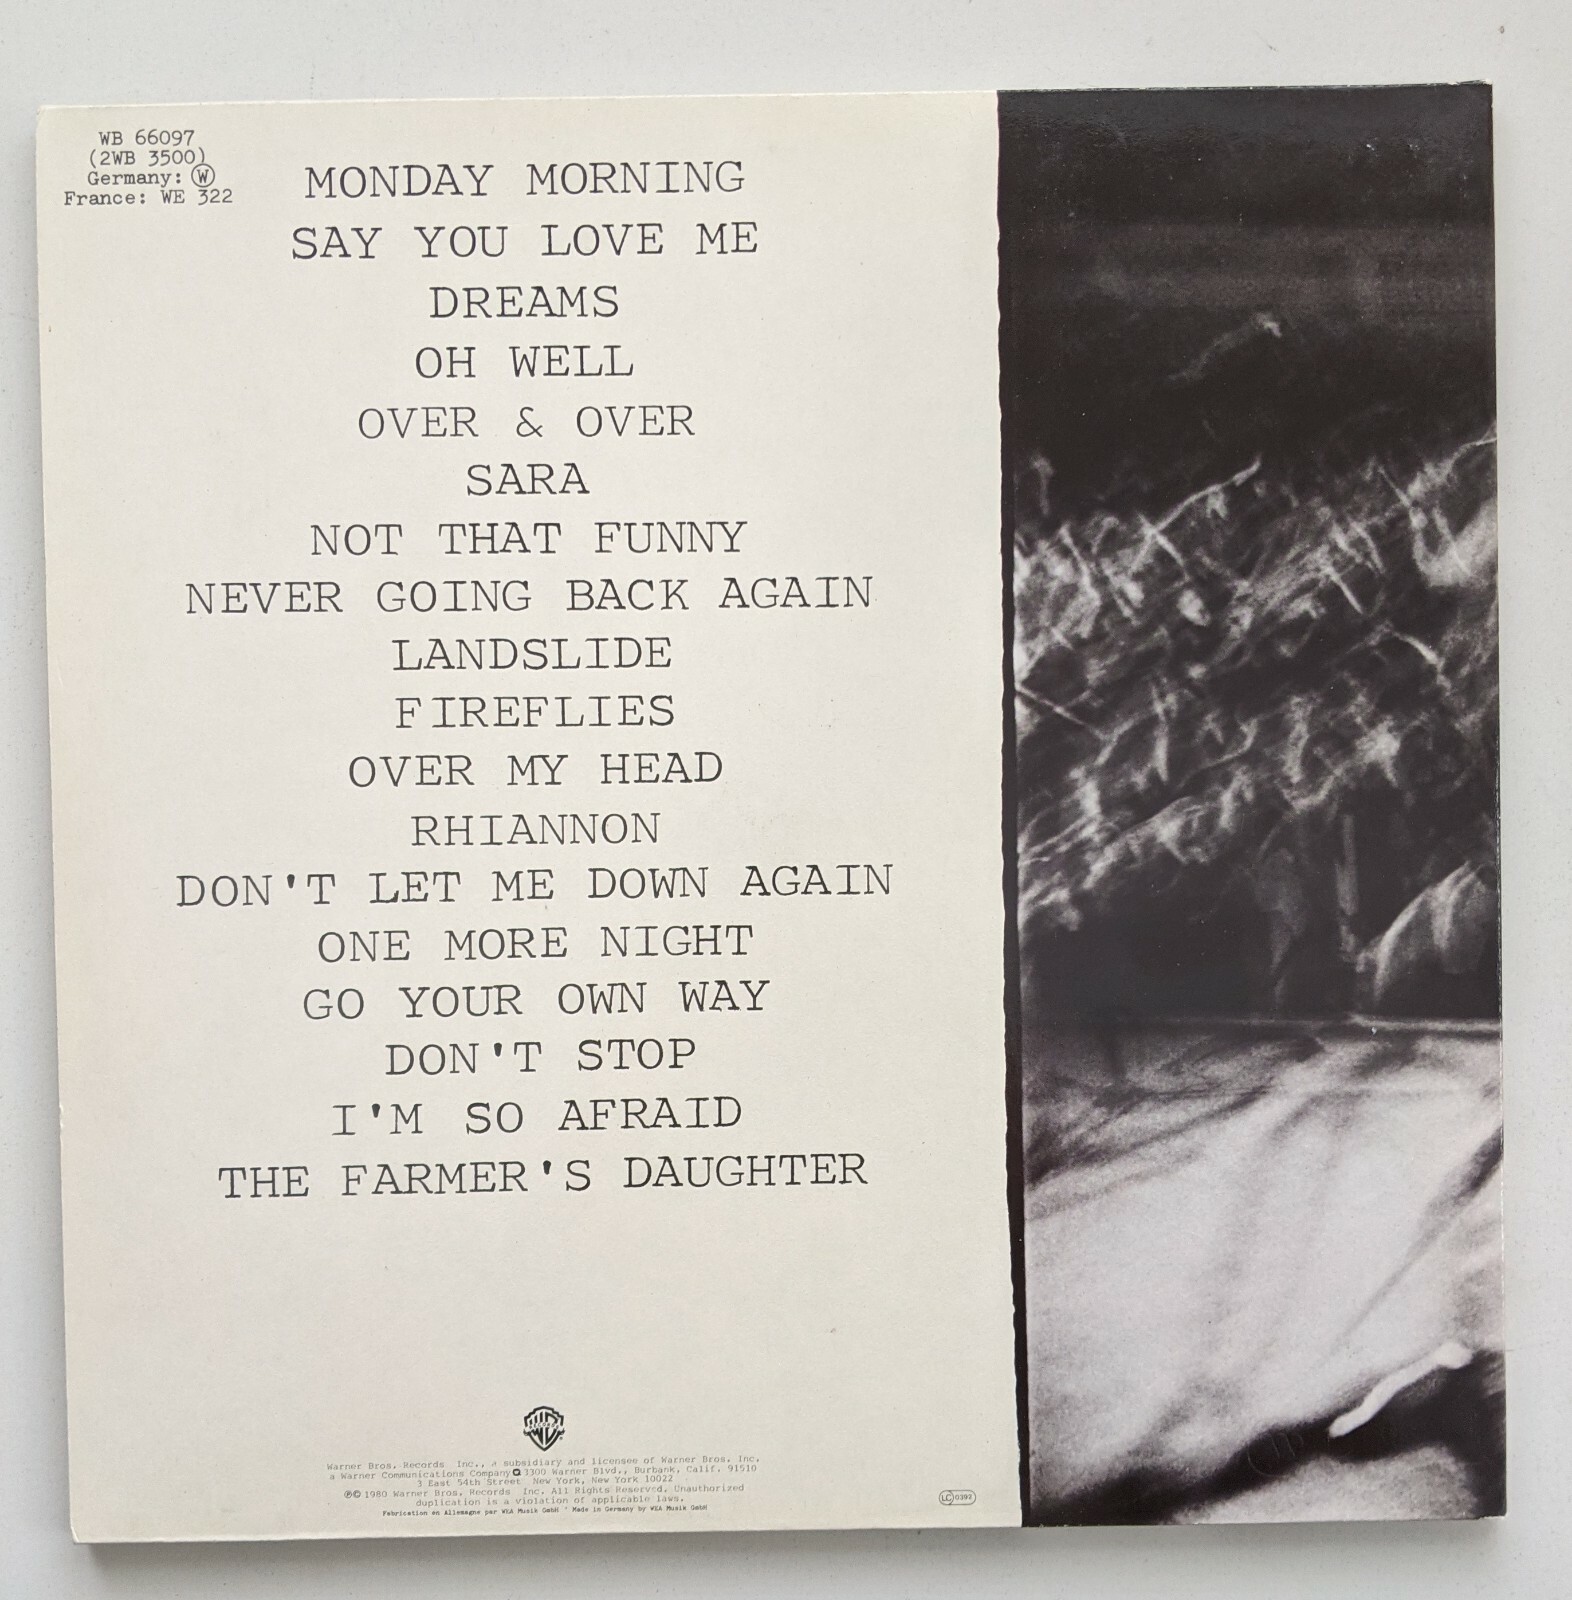 WB 66097
(2WB 3500)
Germany: Ⓦ
France: WE 322
MONDAY MORNING
SAY YOU LOVE ME
DREAMS
OH WELL
OVER & OVER
SARA
NOT THAT FUNNY
NEVER GOING BACK AGAIN
LANDSLIDE
FIREFLIES
OVER MY HEAD
RHIANNON
DON'T LET ME DOWN AGAIN
ONE MORE NIGHT
GO YOUR OWN WAY
DON'T STOP
I'M SO AFRAID
THE FARMER'S DAUGHTER
Warner Bros. Records Inc., a subsidiary and licensee of Warner Bros. Inc.
a Warner Communications Company 3300 Warner Blvd., Burbank, Calif. 91510
3 East 54th Street New York, New York 10022
℗© 1980 Warner Bros. Records Inc. All Rights Reserved. Unauthorized
duplication is a violation of applicable laws.
Fabrication en Allemagne par WEA Musik GmbH · Made in Germany by WEA Musik GmbH
LC 0392